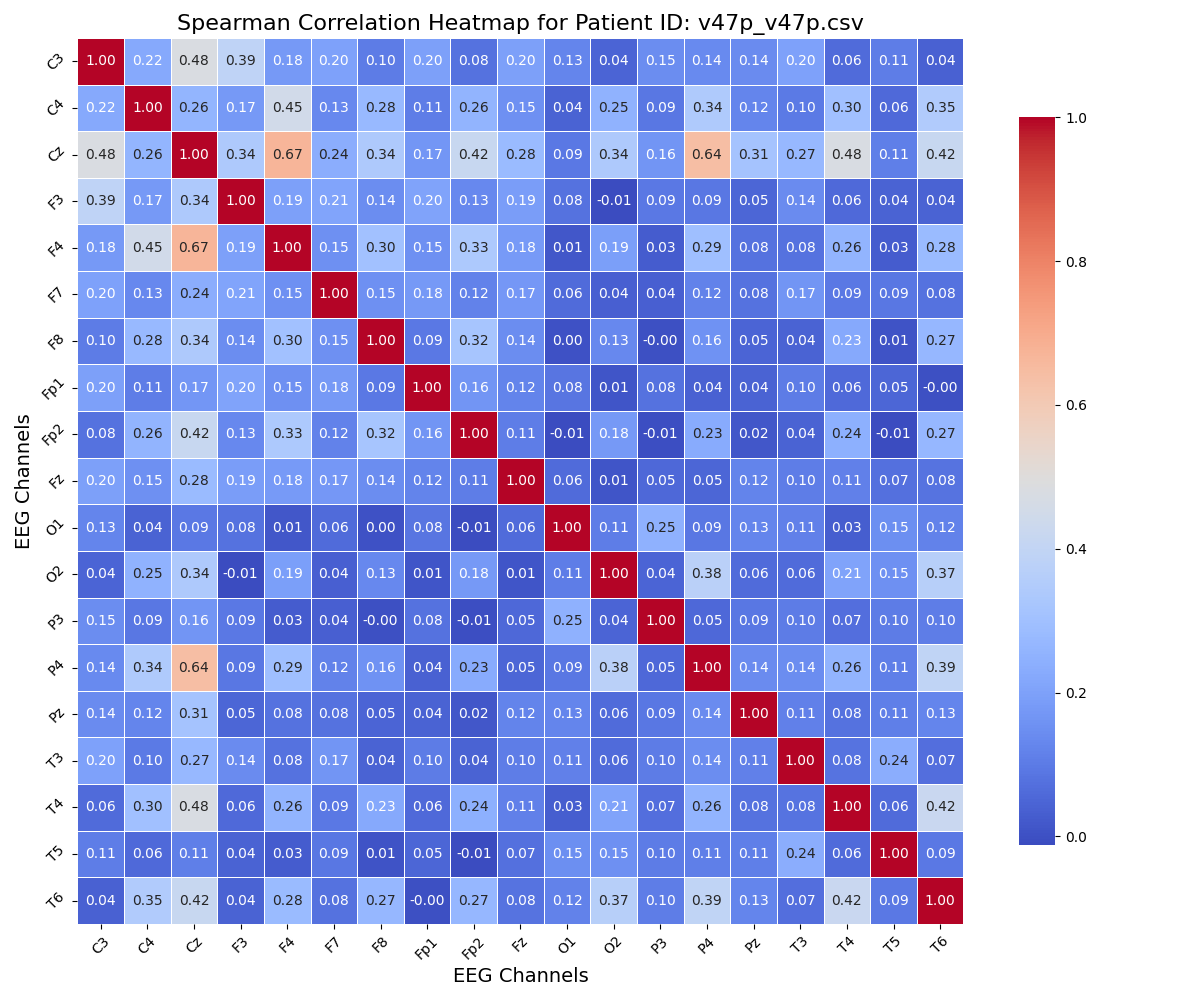 Spearman Correlation Heatmap for Patient ID: v47p_v47p.csv
C3 1.00 0.22 0.48 0.39 0.18 0.20 0.10 0.20 0.08 0.20 0.13 0.04 0.15 0.14 0.14 0.20 0.06 0.11 0.04
C4 0.22 1.00 0.26 0.17 0.45 0.13 0.28 0.11 0.26 0.15 0.04 0.25 0.09 0.34 0.12 0.10 0.30 0.06 0.35
Cz 0.48 0.26 1.00 0.34 0.67 0.24 0.34 0.17 0.42 0.28 0.09 0.34 0.16 0.64 0.31 0.27 0.48 0.11 0.42
F3 0.39 0.17 0.34 1.00 0.19 0.21 0.14 0.20 0.13 0.19 0.08 -0.01 0.09 0.09 0.05 0.14 0.06 0.04 0.04
F4 0.18 0.45 0.67 0.19 1.00 0.15 0.30 0.15 0.33 0.18 0.01 0.19 0.03 0.29 0.08 0.08 0.26 0.03 0.28
F7 0.20 0.13 0.24 0.21 0.15 1.00 0.15 0.18 0.12 0.17 0.06 0.04 0.04 0.12 0.08 0.17 0.09 0.09 0.08
F8 0.10 0.28 0.34 0.14 0.30 0.15 1.00 0.09 0.32 0.14 0.00 0.13 -0.00 0.16 0.05 0.04 0.23 0.01 0.27
Fp1 0.20 0.11 0.17 0.20 0.15 0.18 0.09 1.00 0.16 0.12 0.08 0.01 0.08 0.04 0.04 0.10 0.06 0.05 -0.00
Fp2 0.08 0.26 0.42 0.13 0.33 0.12 0.32 0.16 1.00 0.11 -0.01 0.18 -0.01 0.23 0.02 0.04 0.24 -0.01 0.27
Fz 0.20 0.15 0.28 0.19 0.18 0.17 0.14 0.12 0.11 1.00 0.06 0.01 0.05 0.05 0.12 0.10 0.11 0.07 0.08
O1 0.13 0.04 0.09 0.08 0.01 0.06 0.00 0.08 -0.01 0.06 1.00 0.11 0.25 0.09 0.13 0.11 0.03 0.15 0.12
O2 0.04 0.25 0.34 -0.01 0.19 0.04 0.13 0.01 0.18 0.01 0.11 1.00 0.04 0.38 0.06 0.06 0.21 0.15 0.37
P3 0.15 0.09 0.16 0.09 0.03 0.04 -0.00 0.08 -0.01 0.05 0.25 0.04 1.00 0.05 0.09 0.10 0.07 0.10 0.10
P4 0.14 0.34 0.64 0.09 0.29 0.12 0.16 0.04 0.23 0.05 0.09 0.38 0.05 1.00 0.14 0.14 0.26 0.11 0.39
Pz 0.14 0.12 0.31 0.05 0.08 0.08 0.05 0.04 0.02 0.12 0.13 0.06 0.09 0.14 1.00 0.11 0.08 0.11 0.13
T3 0.20 0.10 0.27 0.14 0.08 0.17 0.04 0.10 0.04 0.10 0.11 0.06 0.10 0.14 0.11 1.00 0.08 0.24 0.07
T4 0.06 0.30 0.48 0.06 0.26 0.09 0.23 0.06 0.24 0.11 0.03 0.21 0.07 0.26 0.08 0.08 1.00 0.06 0.42
T5 0.11 0.06 0.11 0.04 0.03 0.09 0.01 0.05 -0.01 0.07 0.15 0.15 0.10 0.11 0.11 0.24 0.06 1.00 0.09
T6 0.04 0.35 0.42 0.04 0.28 0.08 0.27 -0.00 0.27 0.08 0.12 0.37 0.10 0.39 0.13 0.07 0.42 0.09 1.00
C3 C4 Cz F3 F4 F7 F8 Fp1 Fp2 Fz O1 O2 P3 P4 Pz T3 T4 T5 T6
EEG Channels
EEG Channels
1.0
0.8
0.6
0.4
0.2
0.0